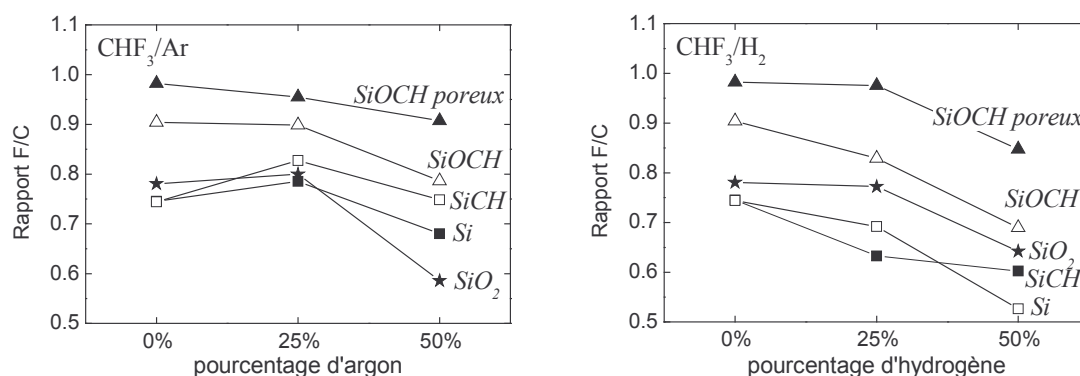 CHF3/Ar
Rapport F/C
1.1
1.0
0.9
0.8
0.7
0.6
0.5
SiOCH poreux
SiOCH
SiCH
Si
SiO2
0%
25%
50%
pourcentage d'argon
CHF3/H2
Rapport F/C
1.1
1.0
0.9
0.8
0.7
0.6
0.5
SiOCH poreux
SiOCH
SiO2
SiCH
Si
0%
25%
50%
pourcentage d'hydrogène